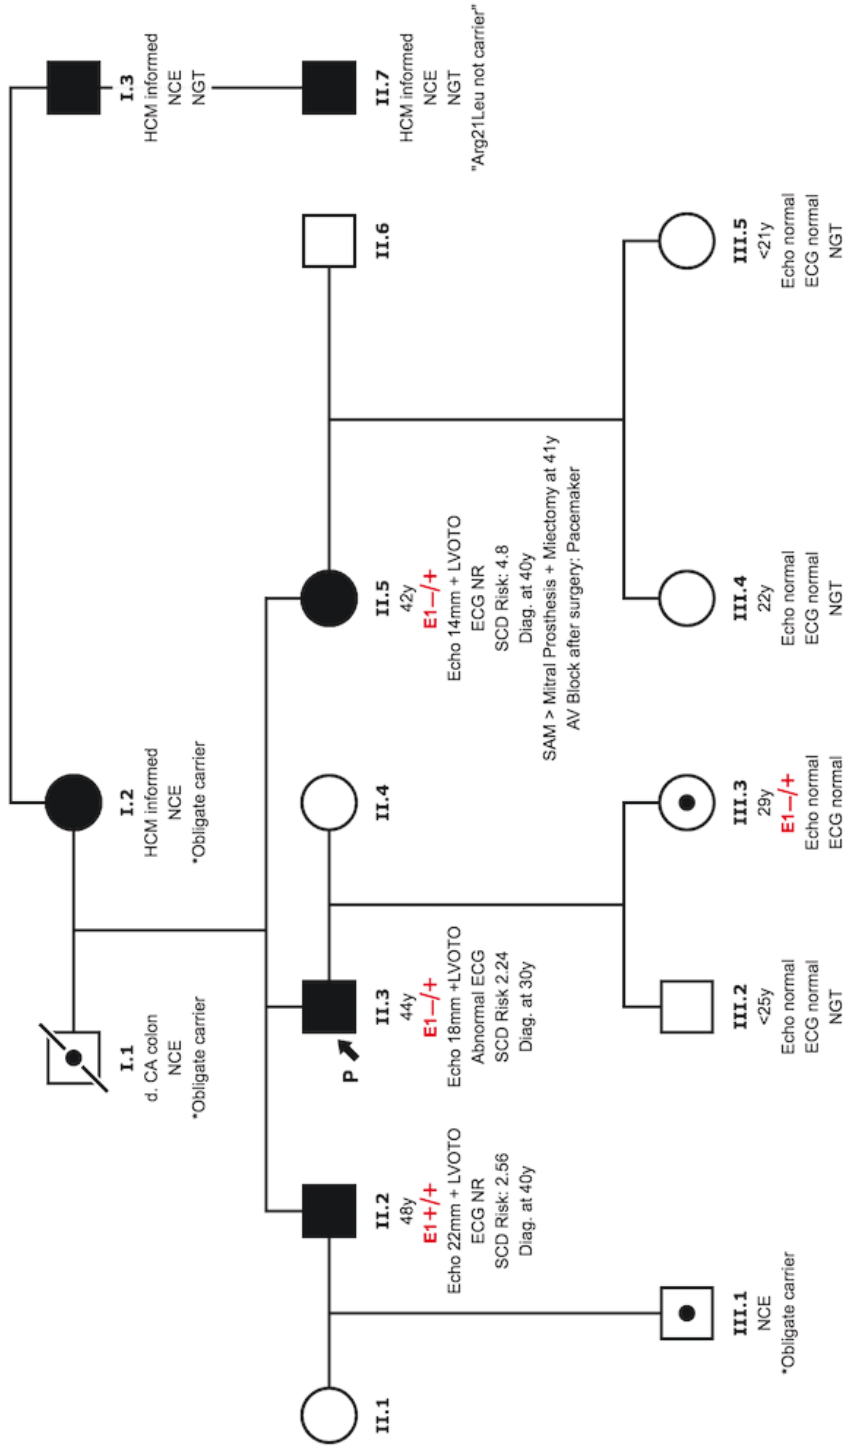 I.1
d. CA colon
NCE
*Obligate carrier
I.2
HCM informed
NCE
*Obligate carrier
I.3
HCM informed
NCE
NGT
II.1
II.2
48y
E1+/+
Echo 22mm + LVOTO
ECG NR
SCD Risk: 2.56
Diag. at 40y
P
II.3
44y
E1−/+
Echo 18mm +LVOTO
Abnormal ECG
SCD Risk 2.24
Diag. at 30y
II.4
II.5
42y
E1−/+
Echo 14mm + LVOTO
ECG NR
SCD Risk: 4.8
Diag. at 40y
SAM > Mitral Prosthesis + Miectomy at 41y
AV Block after surgery: Pacemaker
II.6
II.7
HCM informed
NCE
NGT
"Arg21Leu not carrier"
III.1
NCE
*Obligate carrier
III.2
<25y
Echo normal
ECG normal
NGT
III.3
29y
E1−/+
Echo normal
ECG normal
III.4
22y
Echo normal
ECG normal
NGT
III.5
<21y
Echo normal
ECG normal
NGT